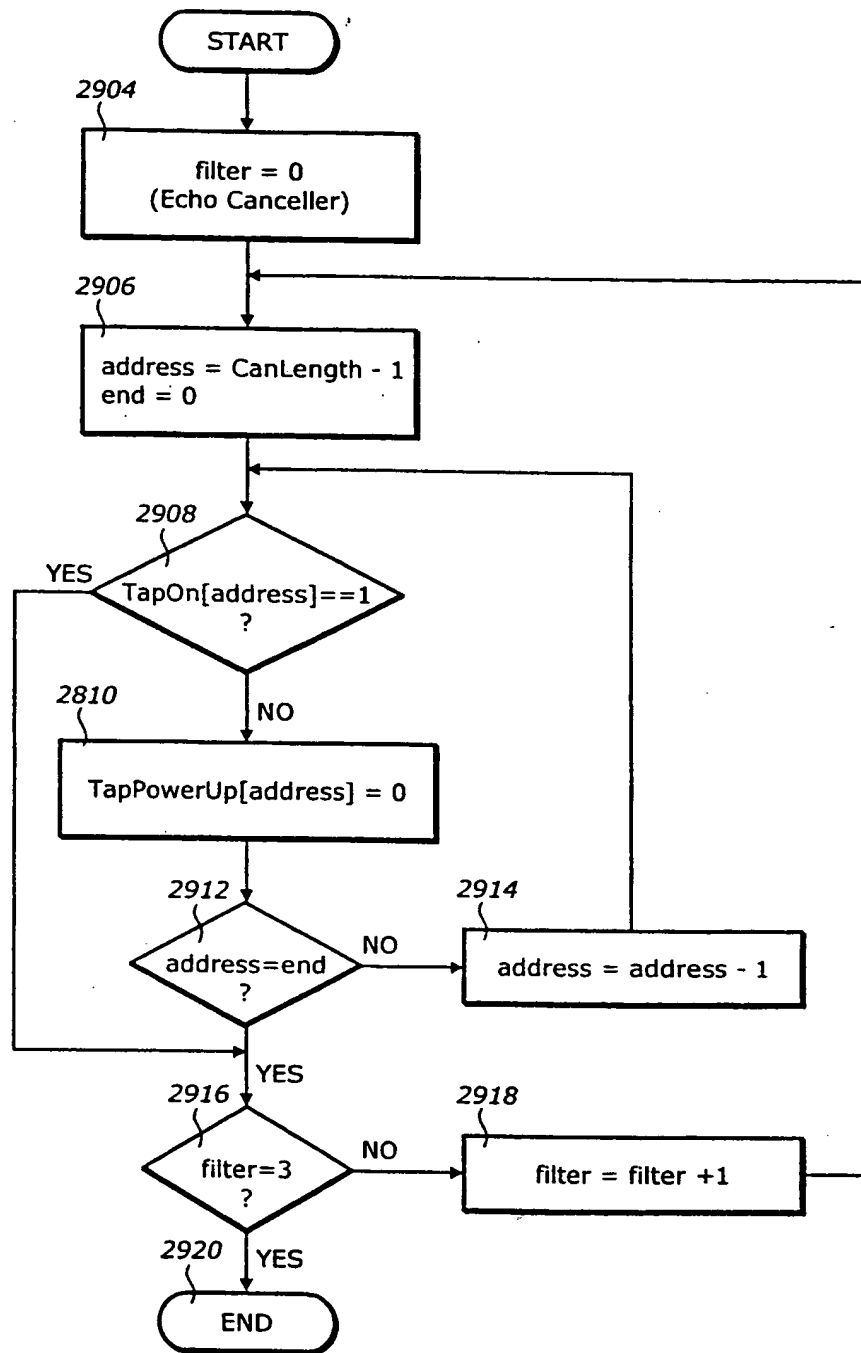 START
2904
filter = 0
(Echo Canceller)
2906
address = CanLength - 1
end = 0
2908
YES
TapOn[address]==1
?
NO
2810
TapPowerUp[address] = 0
2912
address=end
?
NO
2914
address = address - 1
YES
2916
filter=3
?
NO
2918
filter = filter +1
YES
2920
END